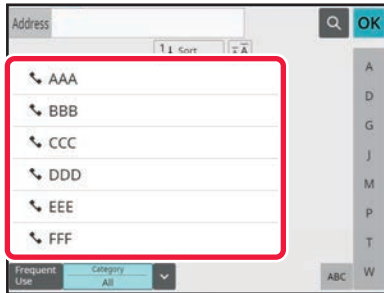 Address OK
Sort A
AAA A
BBB D
CCC G
DDD J
EEE M
FFF P
T
Frequent Use Category All ABC W